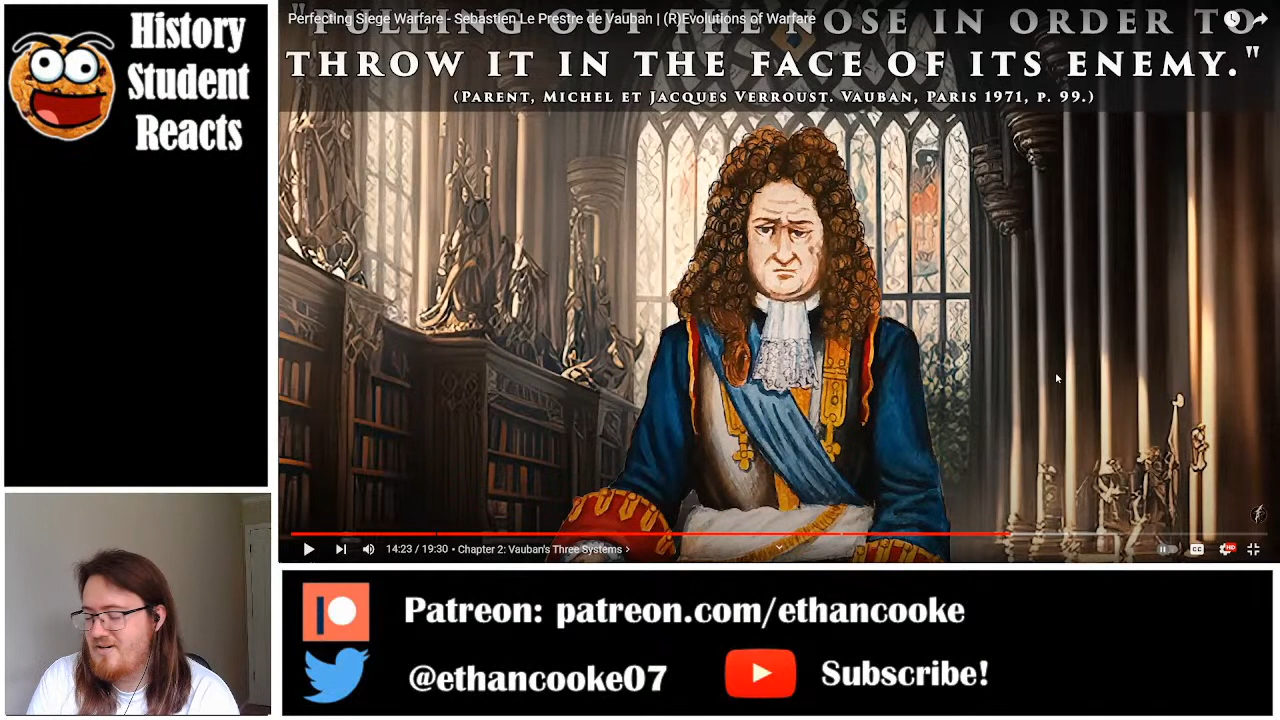 History
Student
Reacts
Perfecting Siege Warfare - Sebastien Le Prestre de Vauban | (R)Evolutions of Warfare
"PULLING OUT THE NOSE IN ORDER TO
THROW IT IN THE FACE OF ITS ENEMY."
(PARENT, MICHEL ET JACQUES VERROUST. VAUBAN, PARIS 1971, P. 99.)
14:23 / 19:30 • Chapter 2: Vauban's Three Systems >
CC
HD
Patreon: patreon.com/ethancooke
@ethancooke07
Subscribe!